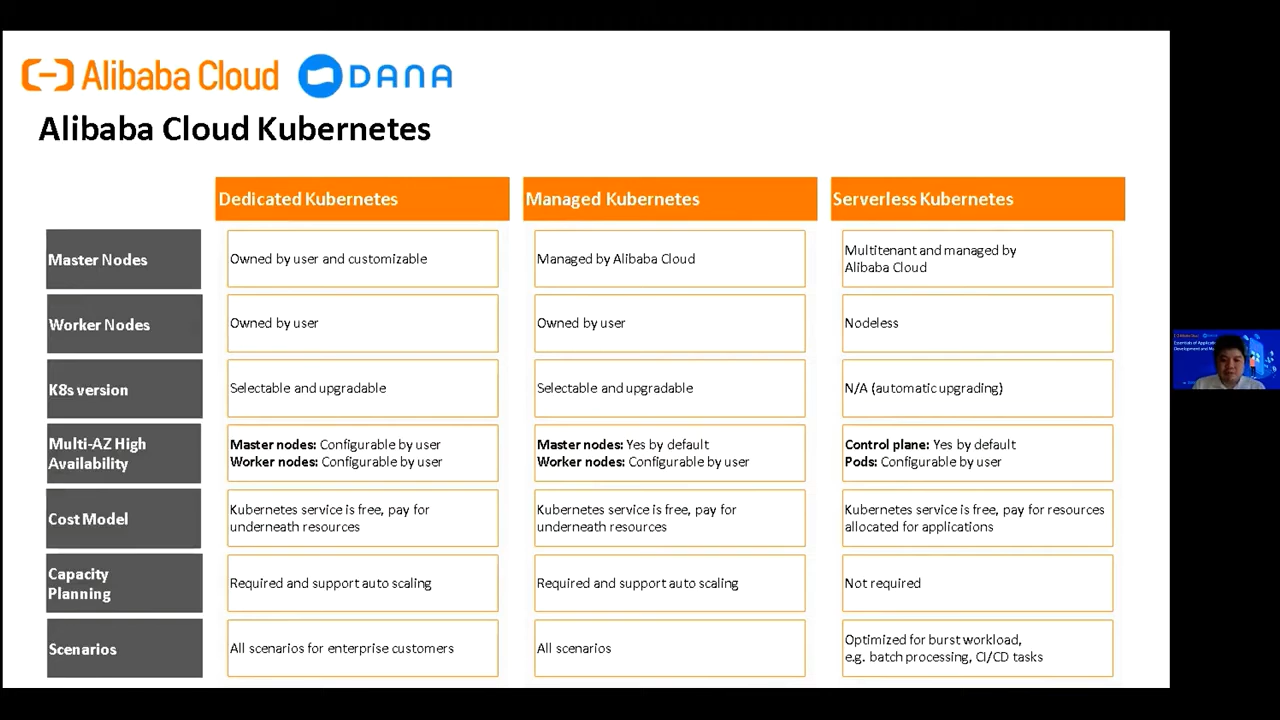 Alibaba Cloud DANA
Alibaba Cloud Kubernetes
Dedicated Kubernetes
Managed Kubernetes
Serverless Kubernetes
Master Nodes
Owned by user and customizable
Managed by Alibaba Cloud
Multitenant and managed by
Alibaba Cloud
Worker Nodes
Owned by user
Owned by user
Nodeless
K8s version
Selectable and upgradable
Selectable and upgradable
N/A (automatic upgrading)
Multi-AZ High
Availability
Master nodes: Configurable by user
Worker nodes: Configurable by user
Master nodes: Yes by default
Worker nodes: Configurable by user
Control plane: Yes by default
Pods: Configurable by user
Cost Model
Kubernetes service is free, pay for
underneath resources
Kubernetes service is free, pay for
underneath resources
Kubernetes service is free, pay for resources
allocated for applications
Capacity
Planning
Required and support auto scaling
Required and support auto scaling
Not required
Scenarios
All scenarios for enterprise customers
All scenarios
Optimized for burst workload,
e.g. batch processing, CI/CD tasks
Essentials of
Development and